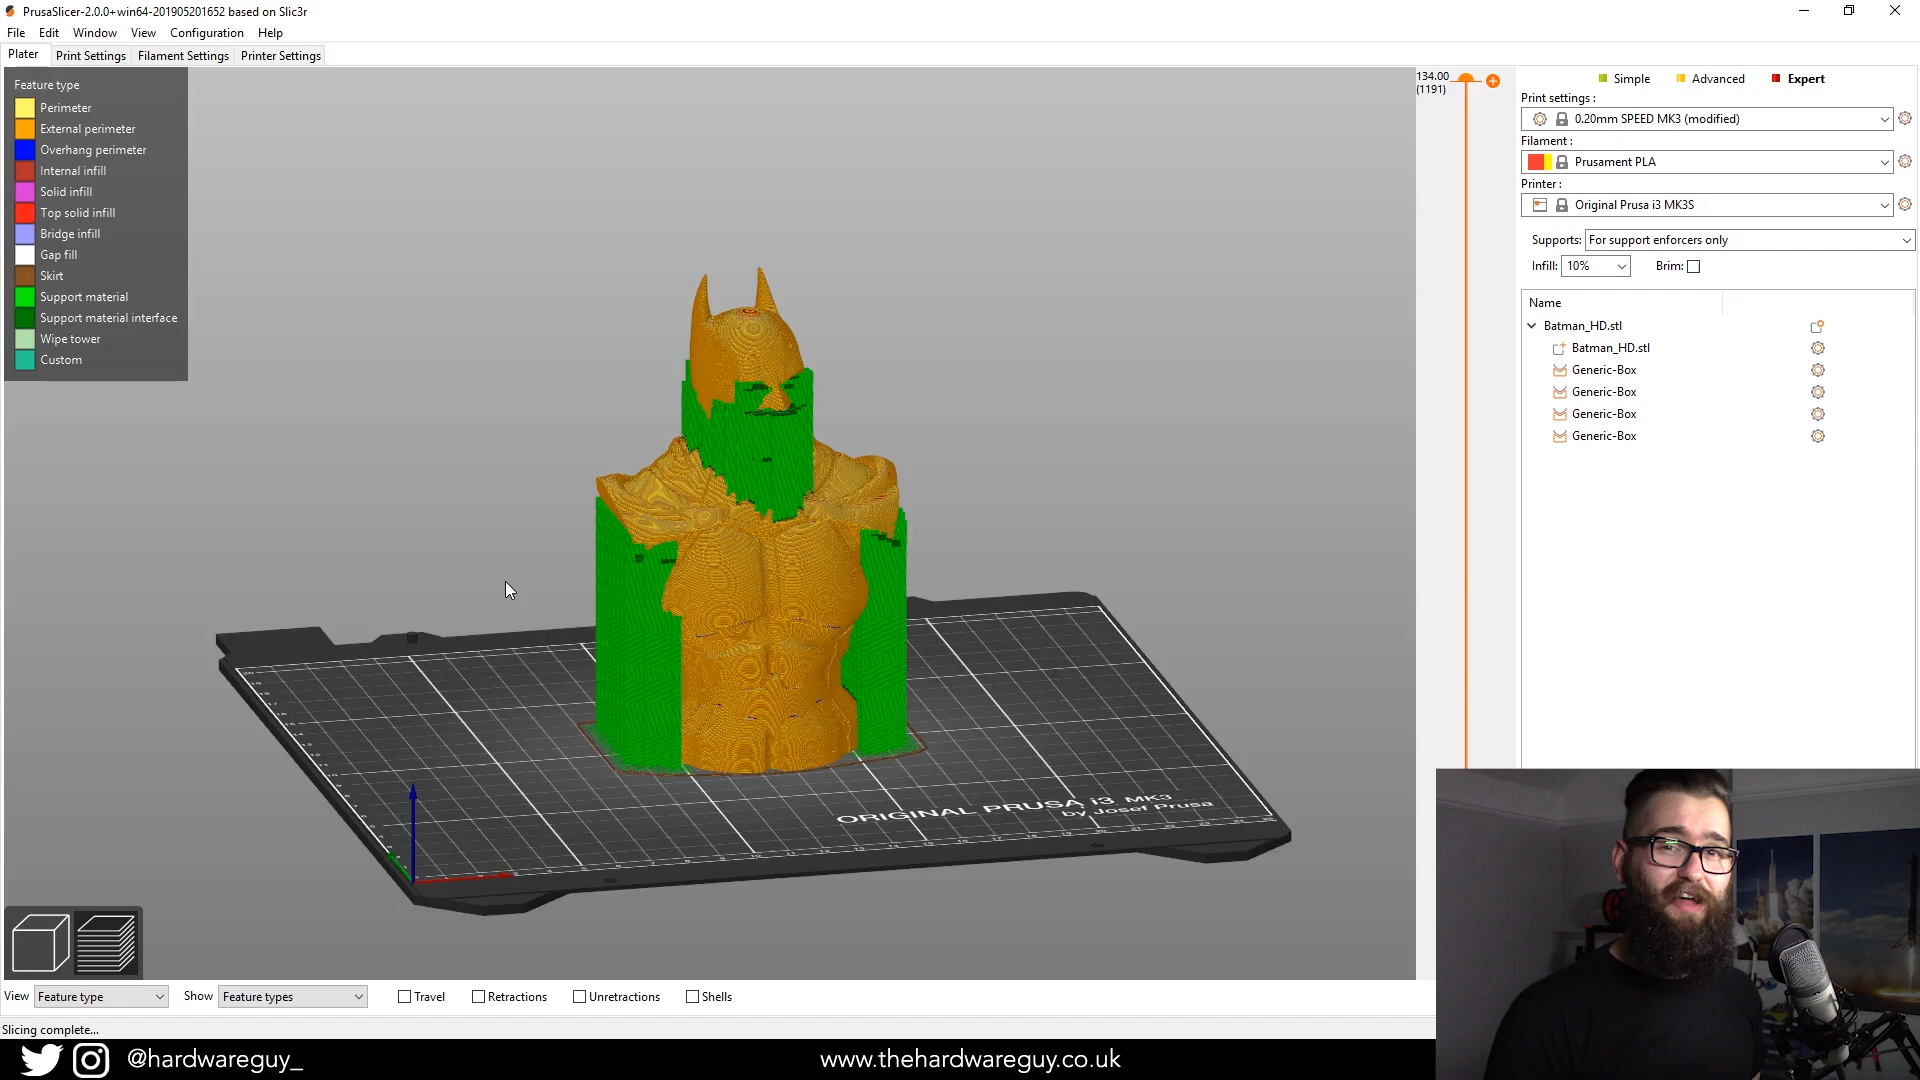 PrusaSlicer-2.0.0+win64-201905201652 based on Slic3r
File Edit Window View Configuration Help
Plater Print Settings Filament Settings Printer Settings
Feature type
Perimeter
External perimeter
Overhang perimeter
Internal infill
Solid infill
Top solid infill
Bridge infill
Gap fill
Skirt
Support material
Support material interface
Wipe tower
Custom
134.00
(1191)
Simple Advanced Expert
Print settings :
0.20mm SPEED MK3 (modified)
Filament :
Prusament PLA
Printer :
Original Prusa i3 MK3S
Supports: For support enforcers only
Infill: 10% Brim:
Name
Batman_HD.stl
Batman_HD.stl
Generic-Box
Generic-Box
Generic-Box
Generic-Box
ORIGINAL PRUSA i3 MK3
by Josef Prusa
View Feature type Show Feature types Travel Retractions Unretractions Shells
Slicing complete...
@hardwareguy_ www.thehardwareguy.co.uk